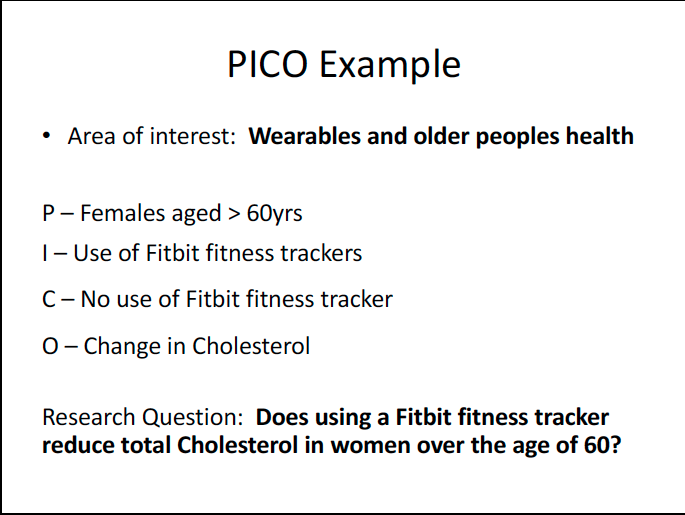 PICO Example
• Area of interest:  Wearables and older peoples health
P – Females aged > 60yrs
I – Use of Fitbit fitness trackers
C – No use of Fitbit fitness tracker
O – Change in Cholesterol
Research Question:  Does using a Fitbit fitness tracker
reduce total Cholesterol in women over the age of 60?